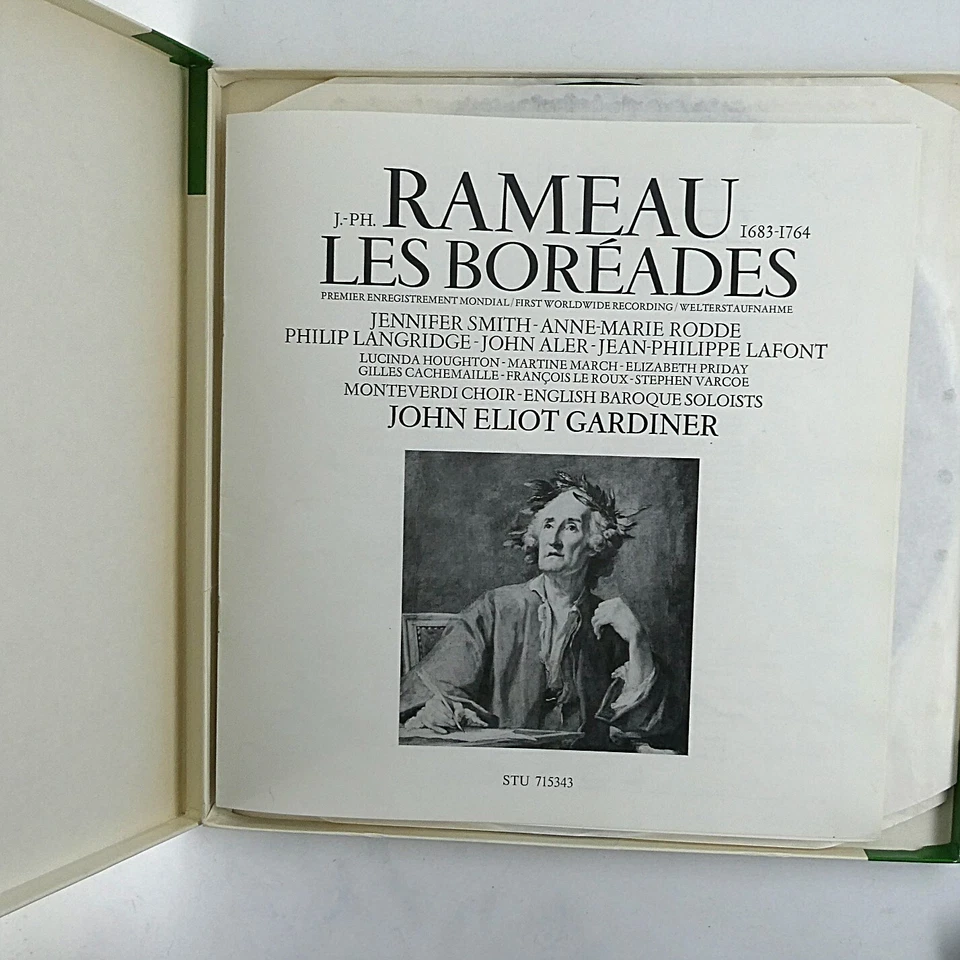 J.-PH. RAMEAU 1683-1764
LES BORÉADES
PREMIER ENREGISTREMENT MONDIAL / FIRST WORLDWIDE RECORDING / WELTERSTAUFNAHME
JENNIFER SMITH - ANNE-MARIE RODDE
PHILIP LANGRIDGE - JOHN ALER - JEAN-PHILIPPE LAFONT
LUCINDA HOUGHTON - MARTINE MARCH - ELIZABETH PRIDAY
GILLES CACHEMAILLE - FRANÇOIS LE ROUX - STEPHEN VARCOE
MONTEVERDI CHOIR - ENGLISH BAROQUE SOLOISTS
JOHN ELIOT GARDINER
STU 715343